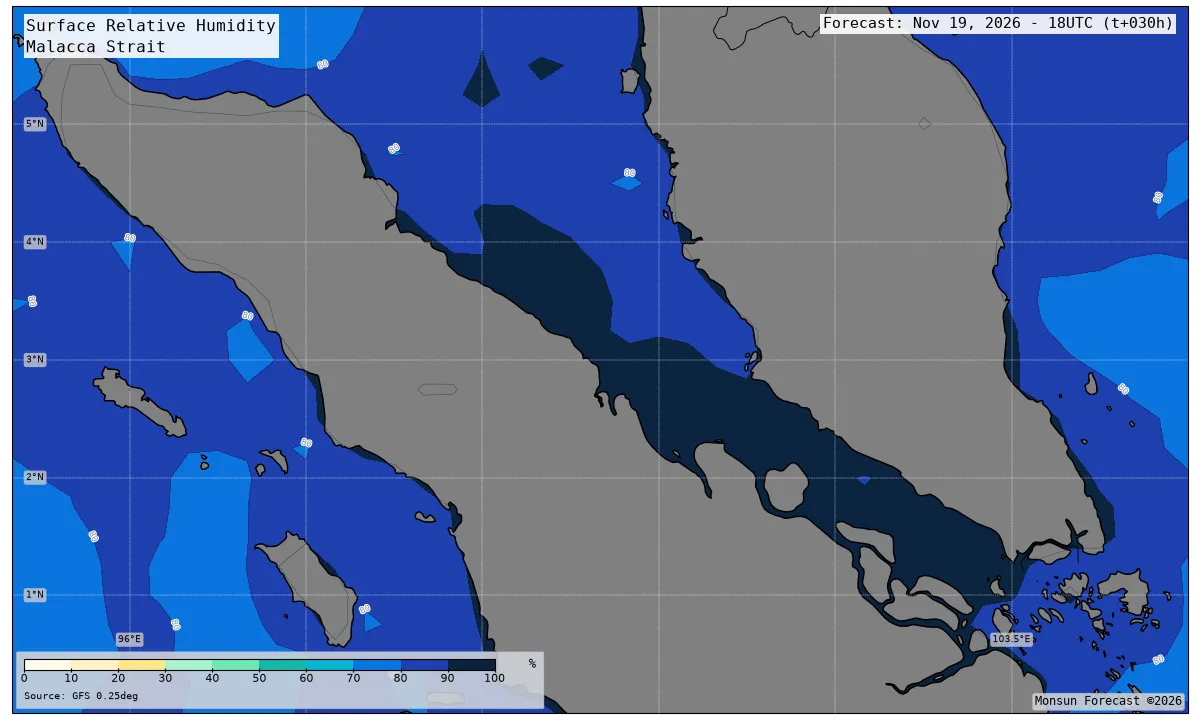 Surface Relative Humidity
Malacca Strait
Forecast: Nov 19, 2026 - 18UTC (t+030h)
80
80
80
5°N
80
80
4°N
80
80
3°N
80
80
2°N
80
1°N
80
80
96°E
103.5°E
80
%
0 10 20 30 40 50 60 70 80 90 100
Source: GFS 0.25deg
Monsun Forecast ©2026